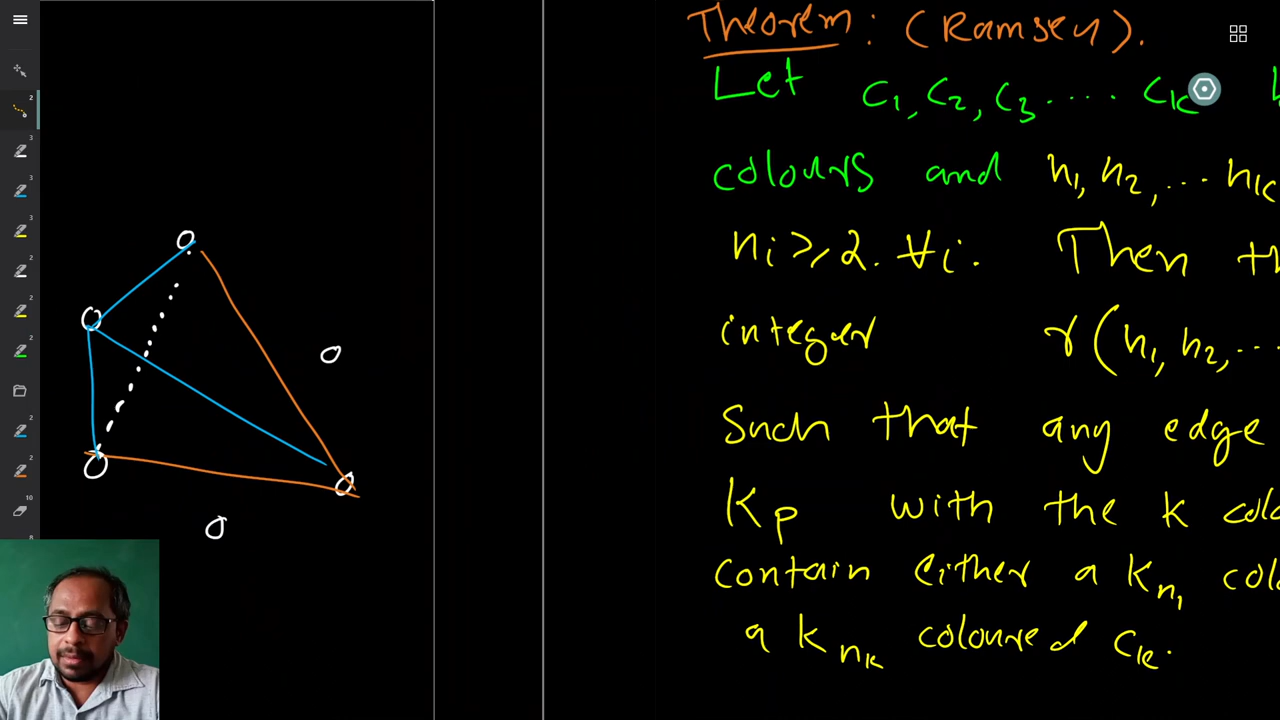 Theorem: (Ramsey).
Let C1, C2, C3 .... Ck
colours and n1, n2, ... nk
ni ≥ 2. ∀i. Then
integer r(n1, n2, ...
Such that any edge
Kp with the k
contain either a Kn1
a Knk coloured Ck.